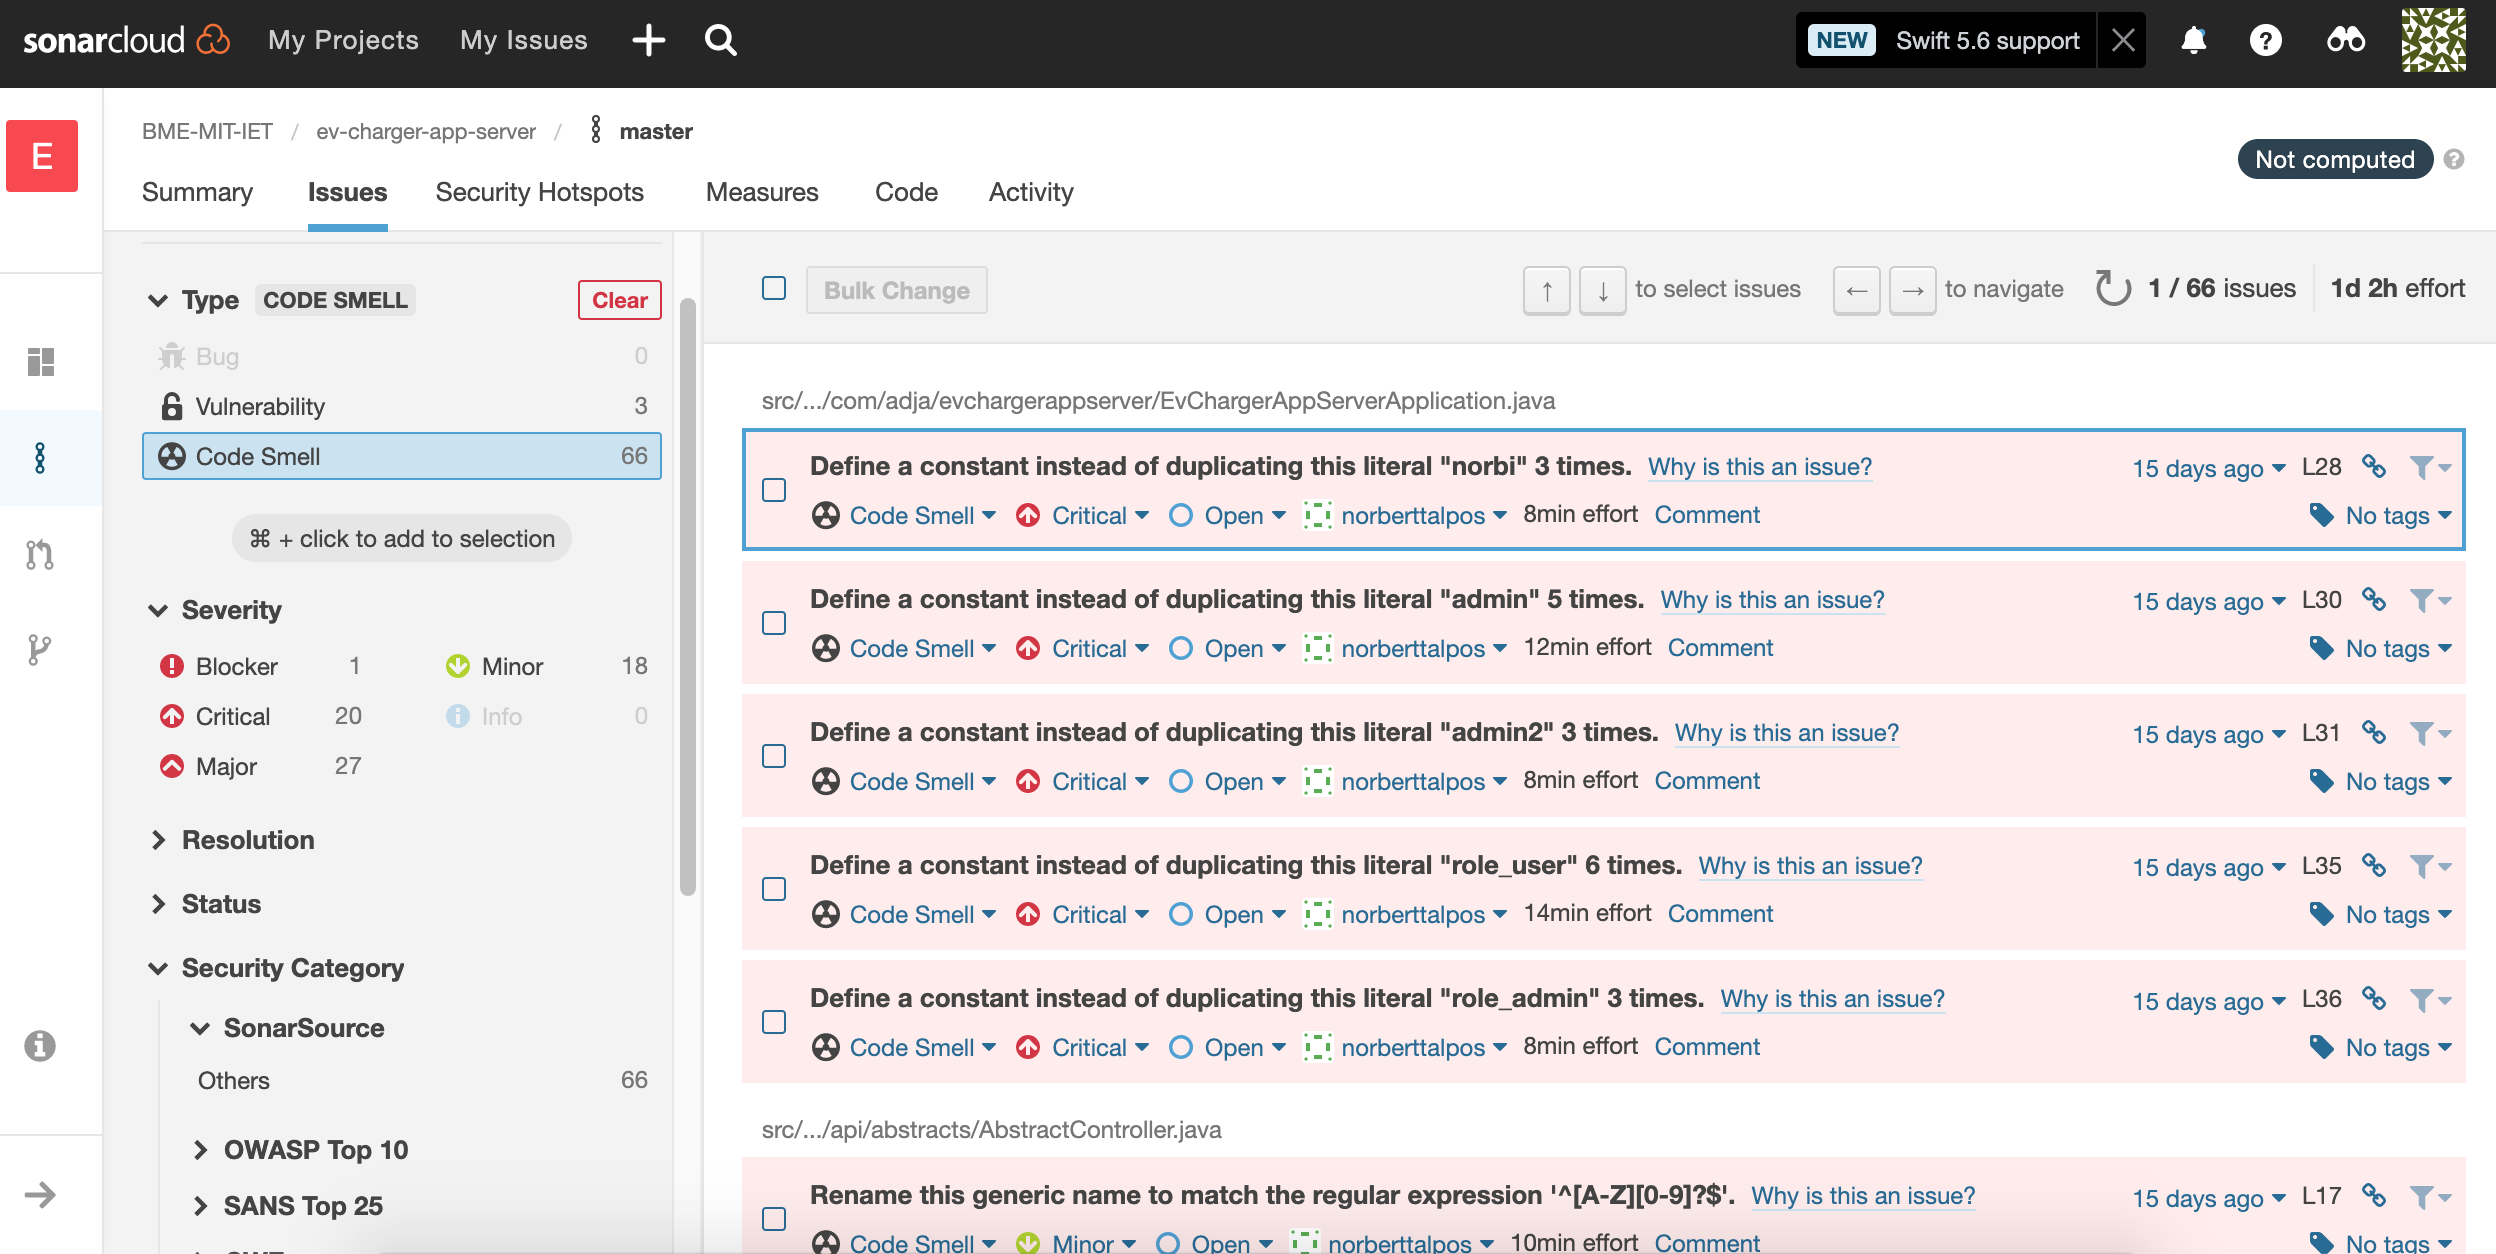 sonarcloud My Projects My Issues NEW Swift 5.6 support ?
E BME-MIT-IET / ev-charger-app-server / master
Not computed ?
Summary Issues Security Hotspots Measures Code Activity
Type CODE SMELL Clear
Bug 0
Vulnerability 3
Code Smell 66
⌘ + click to add to selection
Severity
Blocker 1 Minor 18
Critical 20 Info 0
Major 27
Resolution
Status
Security Category
SonarSource
Others 66
OWASP Top 10
SANS Top 25
Bulk Change ↑ ↓ to select issues ← → to navigate 1 / 66 issues 1d 2h effort
src/.../com/adja/evchargerappserver/EvChargerAppServerApplication.java
Define a constant instead of duplicating this literal "norbi" 3 times. Why is this an issue? 15 days ago L28
Code Smell Critical Open norberttalpos 8min effort Comment No tags
Define a constant instead of duplicating this literal "admin" 5 times. Why is this an issue? 15 days ago L30
Code Smell Critical Open norberttalpos 12min effort Comment No tags
Define a constant instead of duplicating this literal "admin2" 3 times. Why is this an issue? 15 days ago L31
Code Smell Critical Open norberttalpos 8min effort Comment No tags
Define a constant instead of duplicating this literal "role_user" 6 times. Why is this an issue? 15 days ago L35
Code Smell Critical Open norberttalpos 14min effort Comment No tags
Define a constant instead of duplicating this literal "role_admin" 3 times. Why is this an issue? 15 days ago L36
Code Smell Critical Open norberttalpos 8min effort Comment No tags
src/.../api/abstracts/AbstractController.java
Rename this generic name to match the regular expression '^[A-Z][0-9]?$'. Why is this an issue? 15 days ago L17
Code Smell Minor Open norberttalpos 10min effort Comment No tags